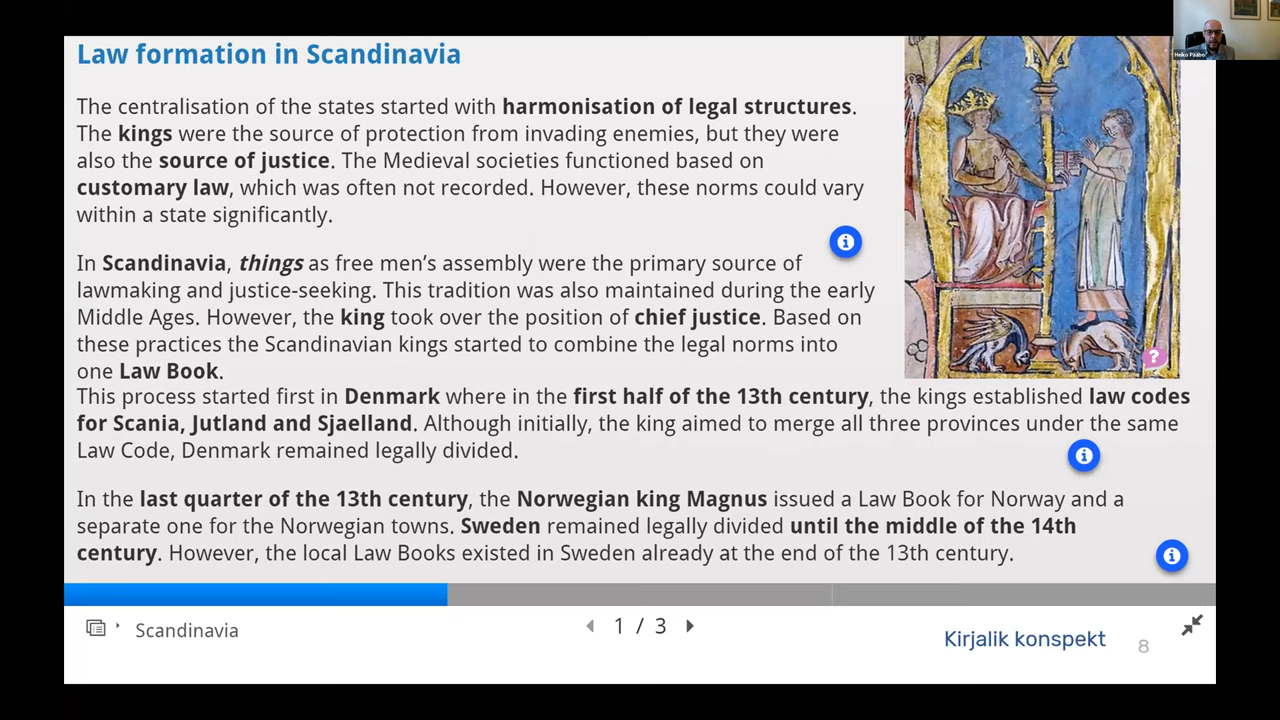 Law formation in Scandinavia
Heiko Pääbo
The centralisation of the states started with harmonisation of legal structures.
The kings were the source of protection from invading enemies, but they were
also the source of justice. The Medieval societies functioned based on
customary law, which was often not recorded. However, these norms could vary
within a state significantly.
In Scandinavia, things as free men’s assembly were the primary source of
lawmaking and justice-seeking. This tradition was also maintained during the early
Middle Ages. However, the king took over the position of chief justice. Based on
these practices the Scandinavian kings started to combine the legal norms into
one Law Book.
?
This process started first in Denmark where in the first half of the 13th century, the kings established law codes
for Scania, Jutland and Sjaelland. Although initially, the king aimed to merge all three provinces under the same
Law Code, Denmark remained legally divided.
In the last quarter of the 13th century, the Norwegian king Magnus issued a Law Book for Norway and a
separate one for the Norwegian towns. Sweden remained legally divided until the middle of the 14th
century. However, the local Law Books existed in Sweden already at the end of the 13th century.
Scandinavia
1 / 3
Kirjalik konspekt
8